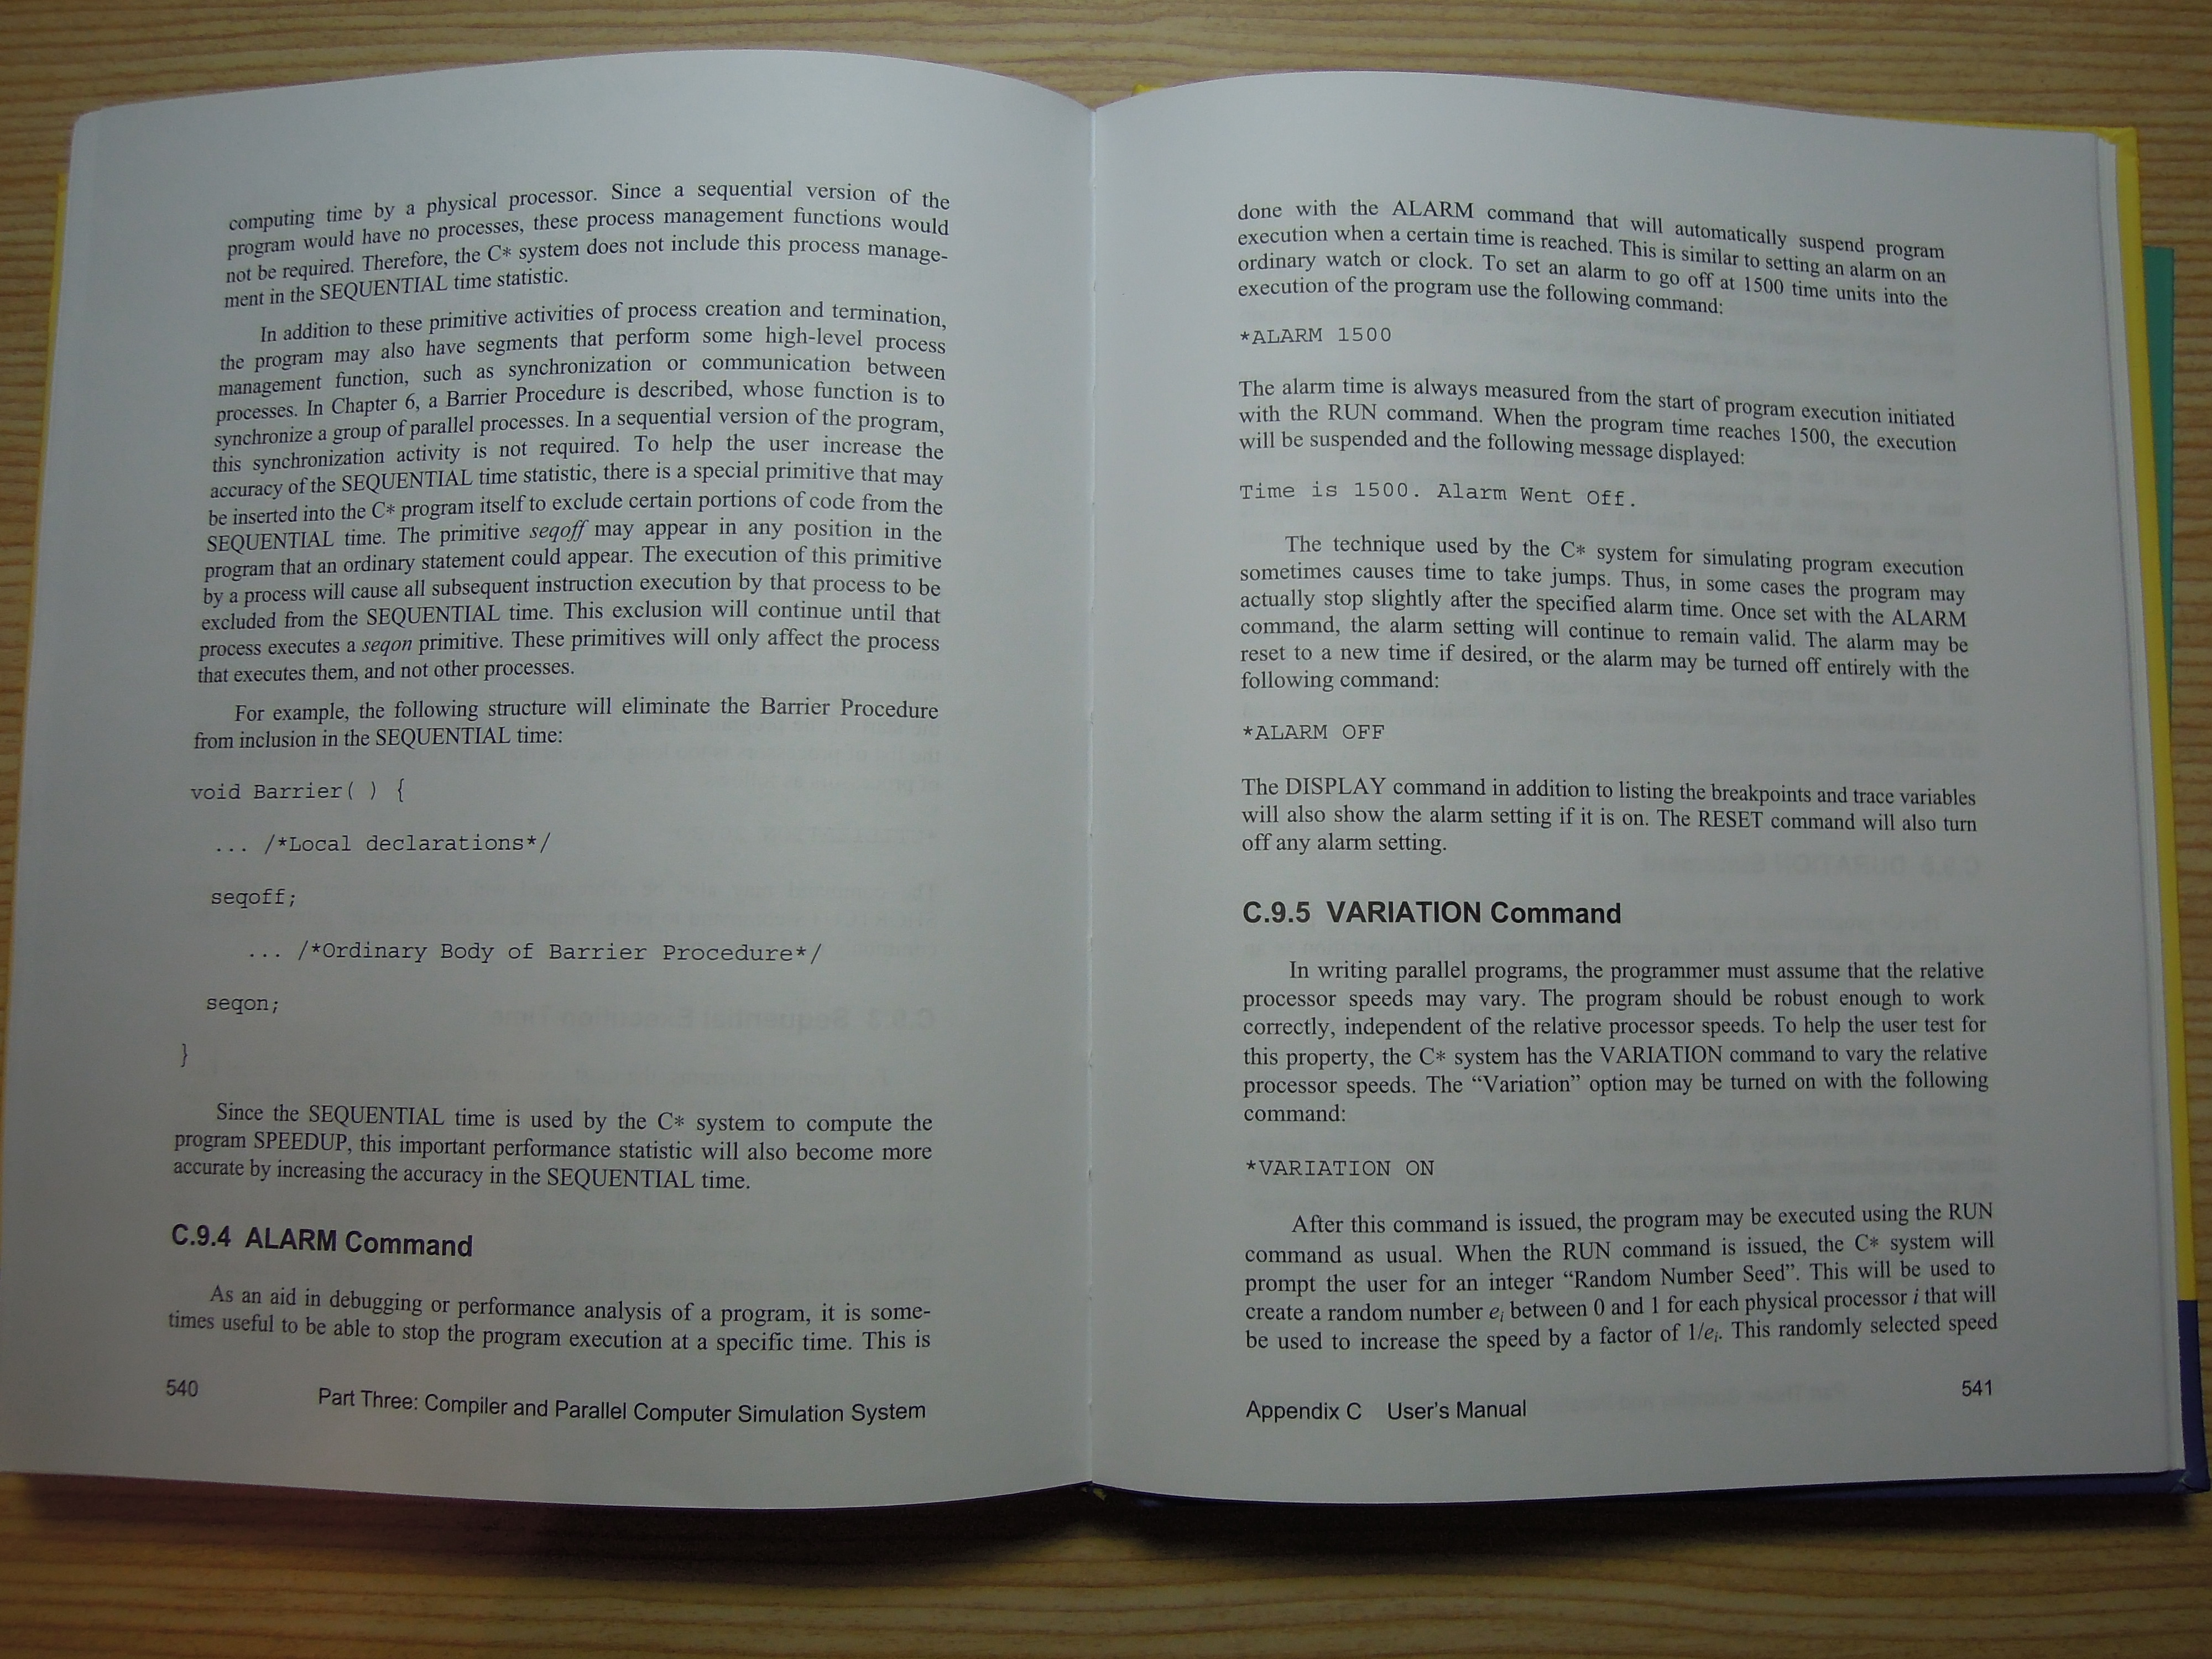 computing time by a physical processor. Since a sequential version of the
program would have no processes, these process management functions would
not be required. Therefore, the C* system does not include this process manage-
ment in the SEQUENTIAL time statistic.
In addition to these primitive activities of process creation and termination,
the program may also have segments that perform some high-level process
management function, such as synchronization or communication between
processes. In Chapter 6, a Barrier Procedure is described, whose function is to
synchronize a group of parallel processes. In a sequential version of the program,
this synchronization activity is not required. To help the user increase the
accuracy of the SEQUENTIAL time statistic, there is a special primitive that may
be inserted into the C* program itself to exclude certain portions of code from the
SEQUENTIAL time. The primitive seqoff may appear in any position in the
program that an ordinary statement could appear. The execution of this primitive
by a process will cause all subsequent instruction execution by that process to be
excluded from the SEQUENTIAL time. This exclusion will continue until that
process executes a seqon primitive. These primitives will only affect the process
that executes them, and not other processes.
For example, the following structure will eliminate the Barrier Procedure
from inclusion in the SEQUENTIAL time:
void Barrier( ) {
... /*Local declarations*/
seqoff;
... /*Ordinary Body of Barrier Procedure*/
seqon;
}
Since the SEQUENTIAL time is used by the C* system to compute the
program SPEEDUP, this important performance statistic will also become more
accurate by increasing the accuracy in the SEQUENTIAL time.
C.9.4 ALARM Command
As an aid in debugging or performance analysis of a program, it is some-
times useful to be able to stop the program execution at a specific time. This is
540 Part Three: Compiler and Parallel Computer Simulation System
done with the ALARM command that will automatically suspend program
execution when a certain time is reached. This is similar to setting an alarm on an
ordinary watch or clock. To set an alarm to go off at 1500 time units into the
execution of the program use the following command:
*ALARM 1500
The alarm time is always measured from the start of program execution initiated
with the RUN command. When the program time reaches 1500, the execution
will be suspended and the following message displayed:
Time is 1500. Alarm Went Off.
The technique used by the C* system for simulating program execution
sometimes causes time to take jumps. Thus, in some cases the program may
actually stop slightly after the specified alarm time. Once set with the ALARM
command, the alarm setting will continue to remain valid. The alarm may be
reset to a new time if desired, or the alarm may be turned off entirely with the
following command:
*ALARM OFF
The DISPLAY command in addition to listing the breakpoints and trace variables
will also show the alarm setting if it is on. The RESET command will also turn
off any alarm setting.
C.9.5 VARIATION Command
In writing parallel programs, the programmer must assume that the relative
processor speeds may vary. The program should be robust enough to work
correctly, independent of the relative processor speeds. To help the user test for
this property, the C* system has the VARIATION command to vary the relative
processor speeds. The “Variation” option may be turned on with the following
command:
*VARIATION ON
After this command is issued, the program may be executed using the RUN
command as usual. When the RUN command is issued, the C* system will
prompt the user for an integer “Random Number Seed”. This will be used to
create a random number ei between 0 and 1 for each physical processor i that will
be used to increase the speed by a factor of 1/ei. This randomly selected speed
Appendix C User's Manual 541